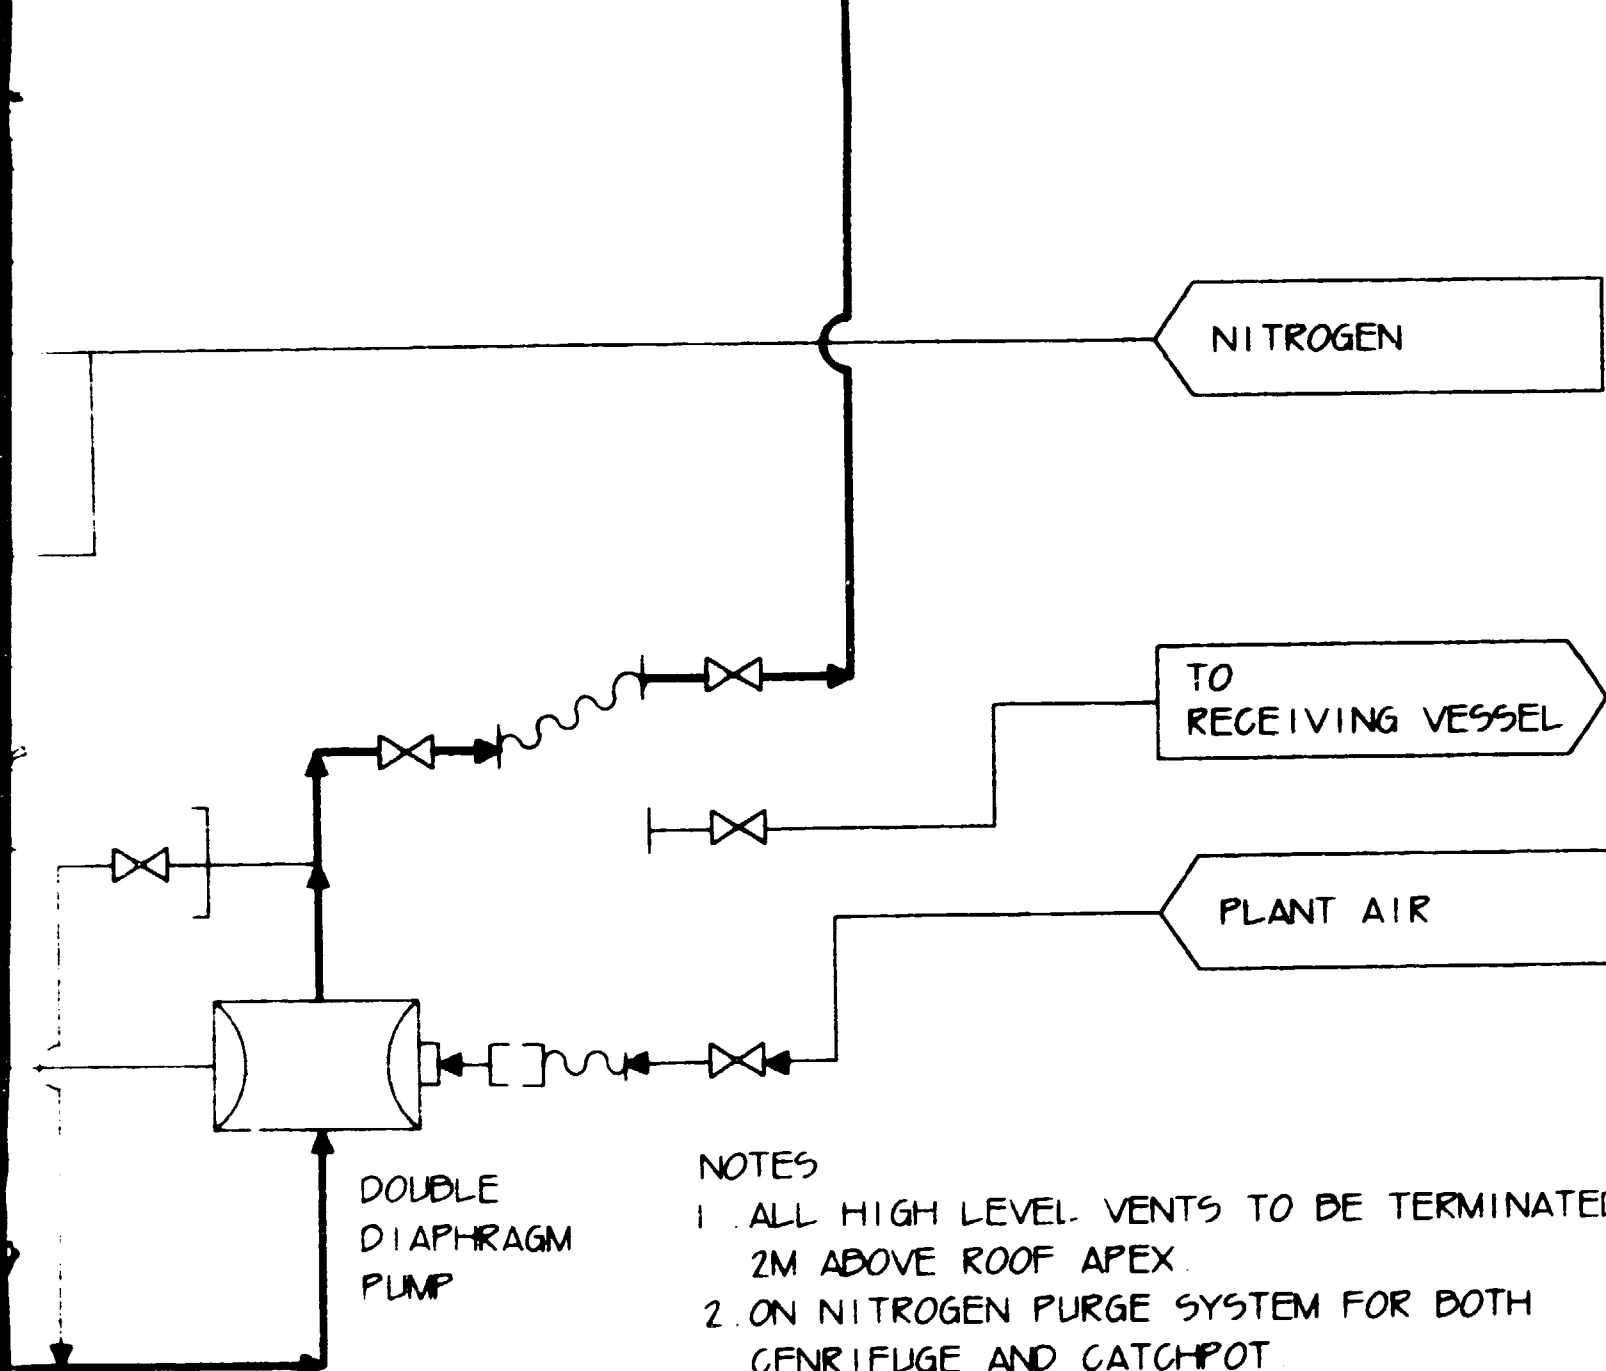 NITROGEN
TO
RECEIVING VESSEL
PLANT AIR
DOUBLE
DIAPHRAGM
PUMP
NOTES
1. ALL HIGH LEVEL VENTS TO BE TERMINATED
2M ABOVE ROOF APEX.
2. ON NITROGEN PURGE SYSTEM FOR BOTH
CENRIFUGE AND CATCHPOT